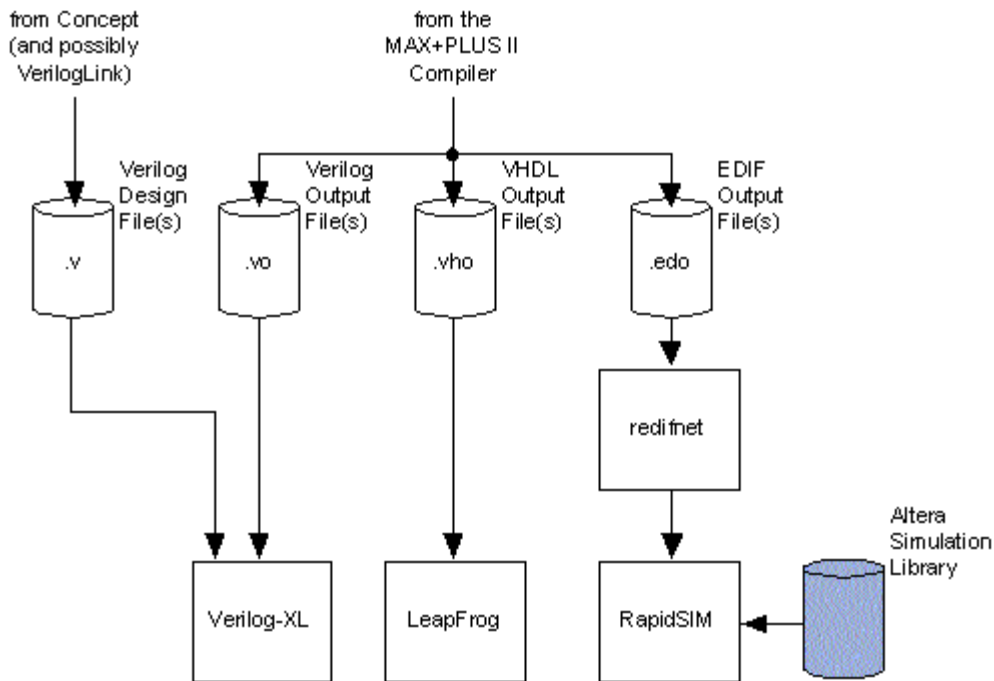 from Concept
(and possibly
VerilogLink)
from the
MAX+PLUS II
Compiler
Verilog
Design
File(s)
Verilog
Output
File(s)
VHDL
Output
File(s)
EDIF
Output
File(s)
.v
.vo
.vho
.edo
redifnet
Altera
Simulation
Library
Verilog-XL
LeapFrog
RapidSIM